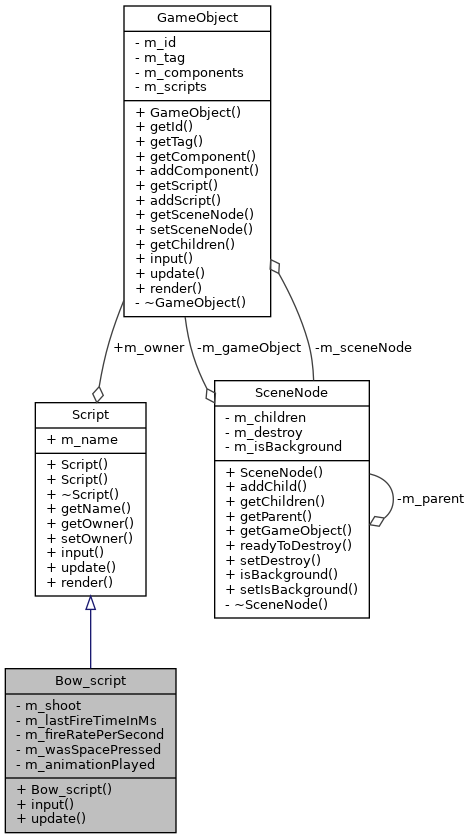 GameObject
- m_id
- m_tag
- m_components
- m_scripts
+ GameObject()
+ getId()
+ getTag()
+ getComponent()
+ addComponent()
+ getScript()
+ addScript()
+ getSceneNode()
+ setSceneNode()
+ getChildren()
+ input()
+ update()
+ render()
- ~GameObject()
+m_owner
-m_gameObject
-m_sceneNode
Script
+ m_name
+ Script()
+ Script()
+ ~Script()
+ getName()
+ getOwner()
+ setOwner()
+ input()
+ update()
+ render()
SceneNode
- m_children
- m_destroy
- m_isBackground
+ SceneNode()
+ addChild()
+ getChildren()
+ getParent()
+ getGameObject()
+ readyToDestroy()
+ setDestroy()
+ isBackground()
+ setIsBackground()
- ~SceneNode()
-m_parent
Bow_script
- m_shoot
- m_lastFireTimeInMs
- m_fireRatePerSecond
- m_wasSpacePressed
- m_animationPlayed
+ Bow_script()
+ input()
+ update()